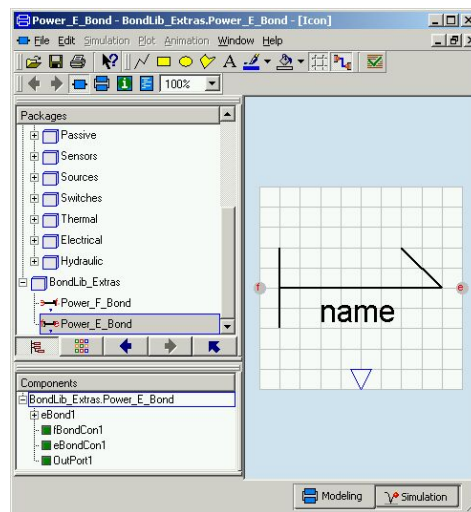 Power_E_Bond - BondLib_Extras.Power_E_Bond - [Icon]
File Edit Simulation Plot Animation Window Help
100%
Packages
Passive
Sensors
Sources
Switches
Thermal
Electrical
Hydraulic
BondLib_Extras
Power_F_Bond
Power_E_Bond
Components
BondLib_Extras.Power_E_Bond
eBond1
fBondCon1
eBondCon1
OutPort1
f
e
name
Modeling
Simulation